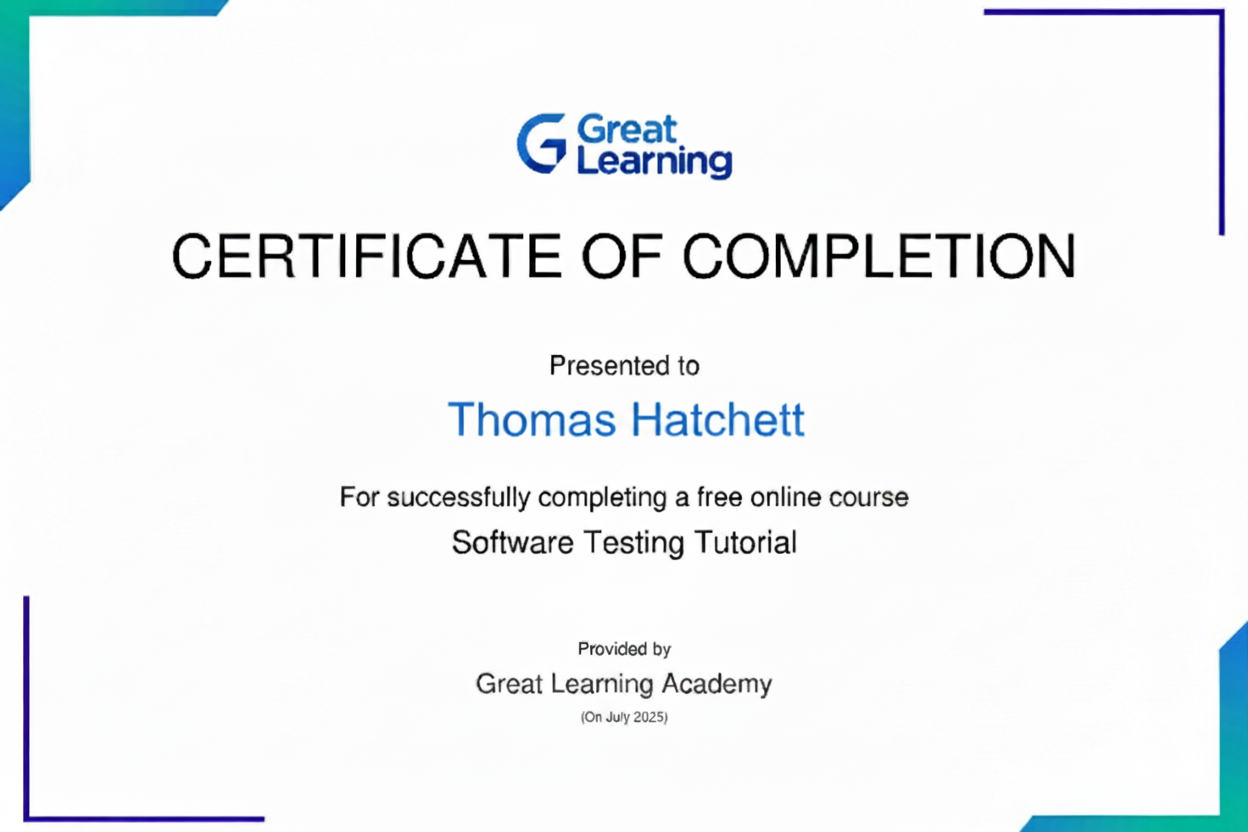 Great
Learning
CERTIFICATE OF COMPLETION
Presented to
Thomas Hatchett
For successfully completing a free online course
Software Testing Tutorial
Provided by
Great Learning Academy
(On July 2025)